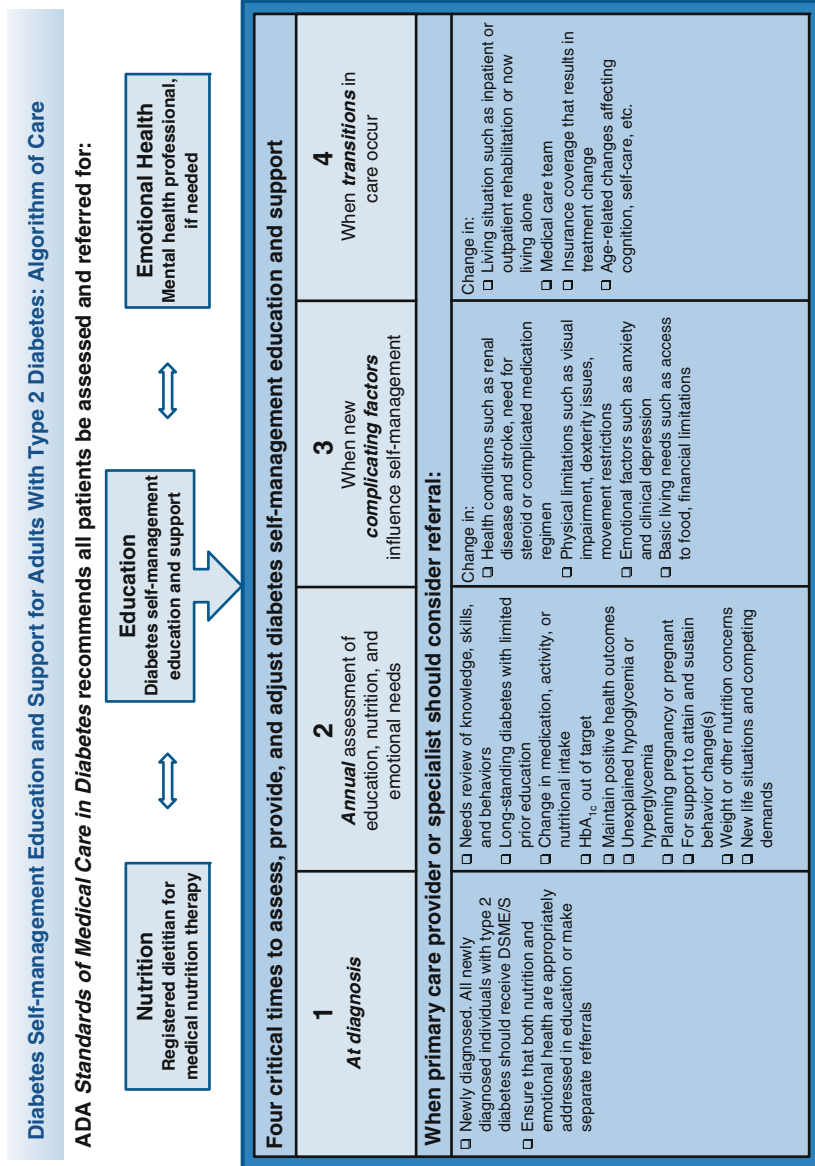 Diabetes Self-management Education and Support for Adults With Type 2 Diabetes: Algorithm of Care
ADA Standards of Medical Care in Diabetes recommends all patients be assessed and referred for:
Nutrition
Registered dietitian for
medical nutrition therapy
Education
Diabetes self-management
education and support
Emotional Health
Mental health professional,
if needed
Four critical times to assess, provide, and adjust diabetes self-management education and support
1
At diagnosis
2
Annual assessment of
education, nutrition, and
emotional needs
3
When new
complicating factors
influence self-management
4
When transitions in
care occur
When primary care provider or specialist should consider referral:
❑ Newly diagnosed. All newly
diagnosed individuals with type 2
diabetes should receive DSME/S
❑ Ensure that both nutrition and
emotional health are appropriately
addressed in education or make
separate refferrals
❑ Needs review of knowledge, skills,
and behaviors
❑ Long-standing diabetes with limited
prior education
❑ Change in medication, activity, or
nutritional intake
❑ HbA1c out of target
❑ Maintain positive health outcomes
❑ Unexplained hypoglycemia or
hyperglycemia
❑ Planning pregnancy or pregnant
❑ For support to attain and sustain
behavior change(s)
❑ Weight or other nutrition concerns
❑ New life situations and competing
demands
Change in:
❑ Health conditions such as renal
disease and stroke, need for
steroid or complicated medication
regimen
❑ Physical limitations such as visual
impairment, dexterity issues,
movement restrictions
❑ Emotional factors such as anxiety
and clinical depression
❑ Basic living needs such as access
to food, financial limitations
Change in:
❑ Living situation such as inpatient or
outpatient rehabilitation or now
living alone
❑ Medical care team
❑ Insurance coverage that results in
treatment change
❑ Age-related changes affecting
cognition, self-care, etc.